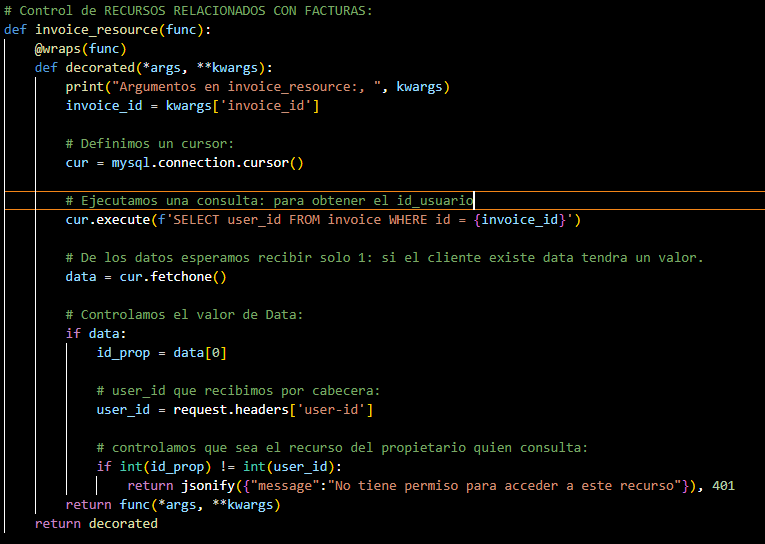 # Control de RECURSOS RELACIONADOS CON FACTURAS:
def invoice_resource(func):
    @wraps(func)
    def decorated(*args, **kwargs):
        print("Argumentos en invoice_resource:, ", kwargs)
        invoice_id = kwargs['invoice_id']

        # Definimos un cursor:
        cur = mysql.connection.cursor()

        # Ejecutamos una consulta: para obtener el id_usuario
        cur.execute(f'SELECT user_id FROM invoice WHERE id = {invoice_id}')

        # De los datos esperamos recibir solo 1: si el cliente existe data tendra un valor.
        data = cur.fetchone()

        # Controlamos el valor de Data:
        if data:
            id_prop = data[0]

            # user_id que recibimos por cabecera:
            user_id = request.headers['user-id']

            # controlamos que sea el recurso del propietario quien consulta:
            if int(id_prop) != int(user_id):
                return jsonify({"message":"No tiene permiso para acceder a este recurso"}), 401
        return func(*args, **kwargs)
    return decorated